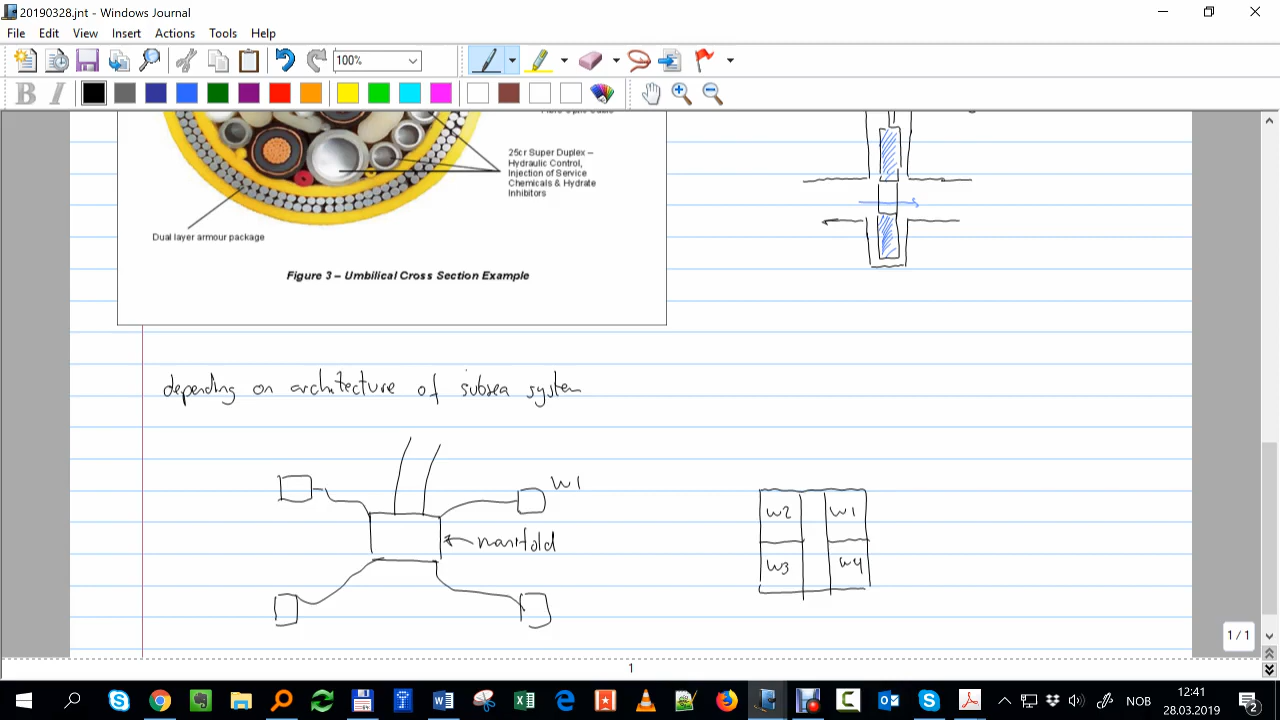 20190328.jnt - Windows Journal
File Edit View Insert Actions Tools Help
100%
B I
25cr Super Duplex –
Hydraulic Control,
Injection of Service
Chemicals & Hydrate
Inhibitors
Dual layer armour package
Figure 3 – Umbilical Cross Section Example
depending on architecture of subsea system
W1
manifold
W2 W1
W3 W4
1 / 1
1
NOB
12:41
28.03.2019
2